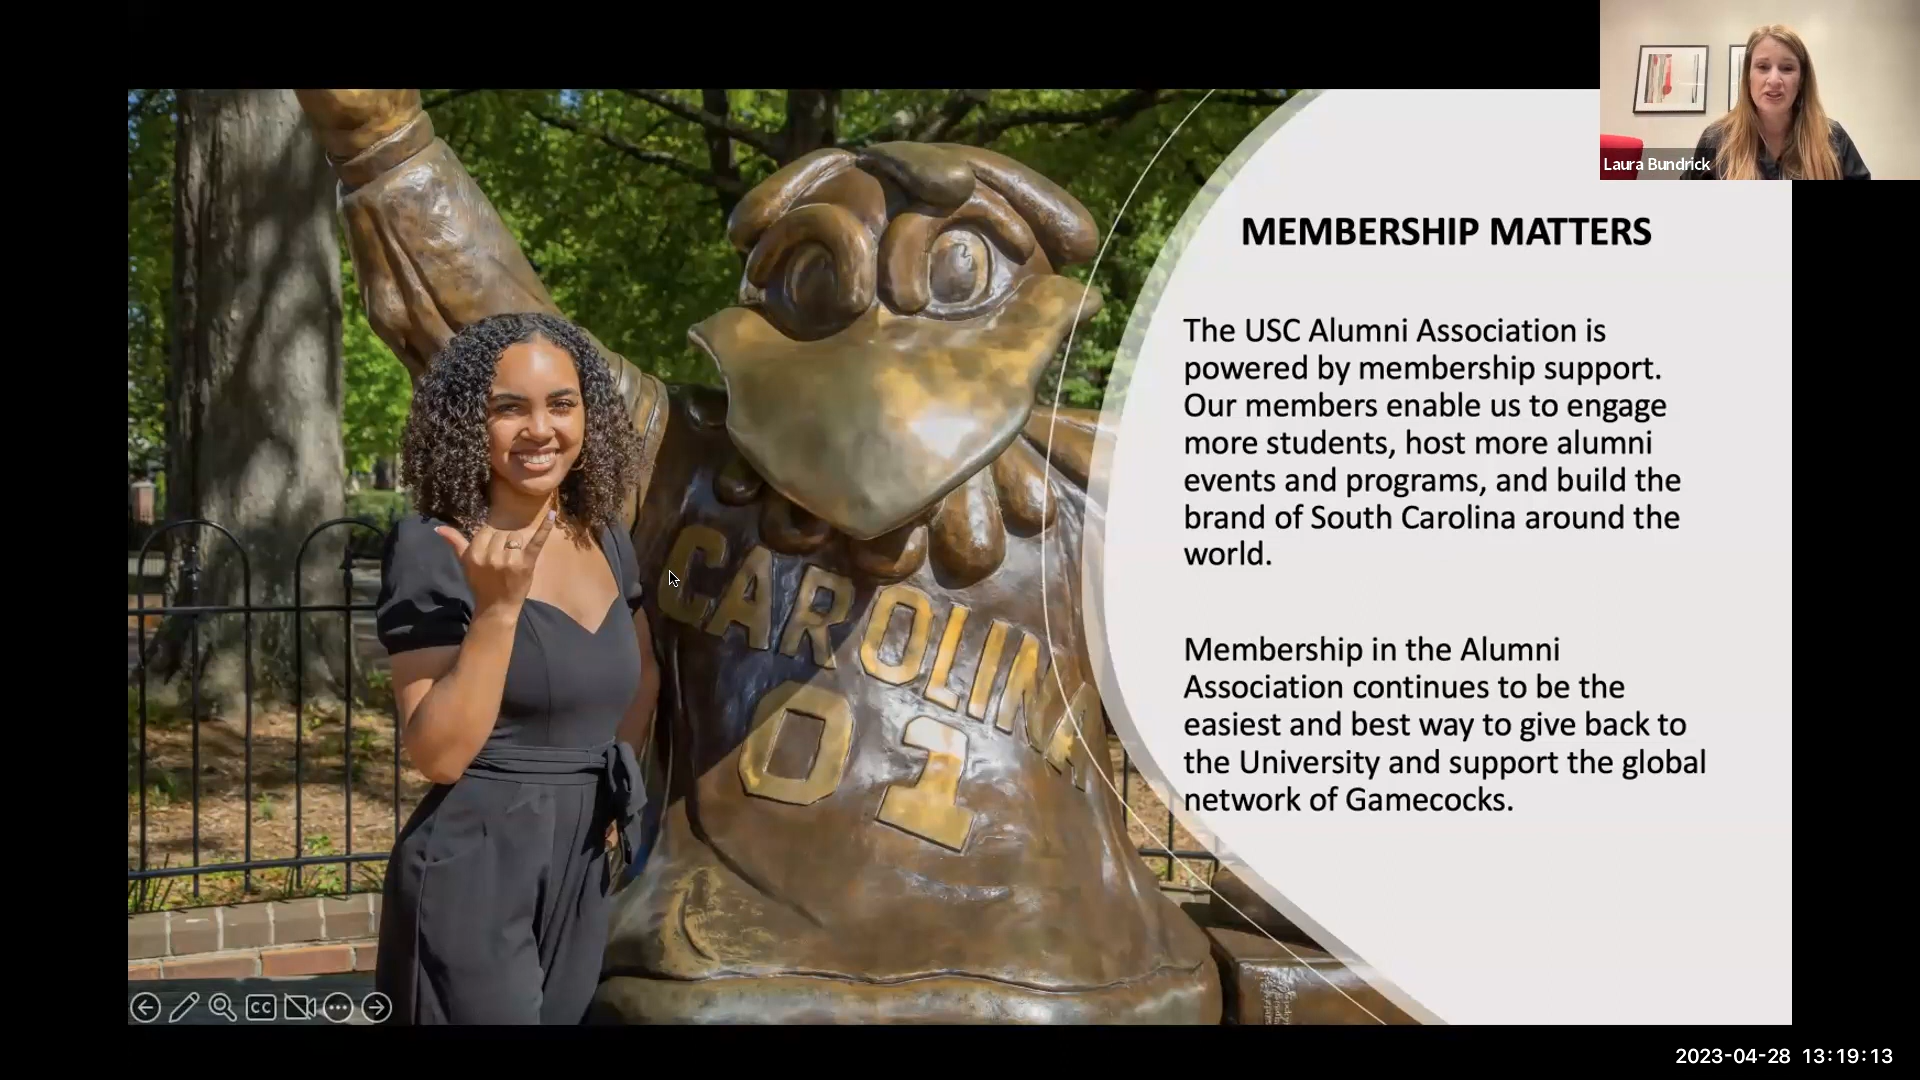 Laura Bundrick
MEMBERSHIP MATTERS
The USC Alumni Association is
powered by membership support.
Our members enable us to engage
more students, host more alumni
events and programs, and build the
brand of South Carolina around the
world.
Membership in the Alumni
Association continues to be the
easiest and best way to give back to
the University and support the global
network of Gamecocks.
CAROLINA
01
CC
2023-04-28 13:19:13